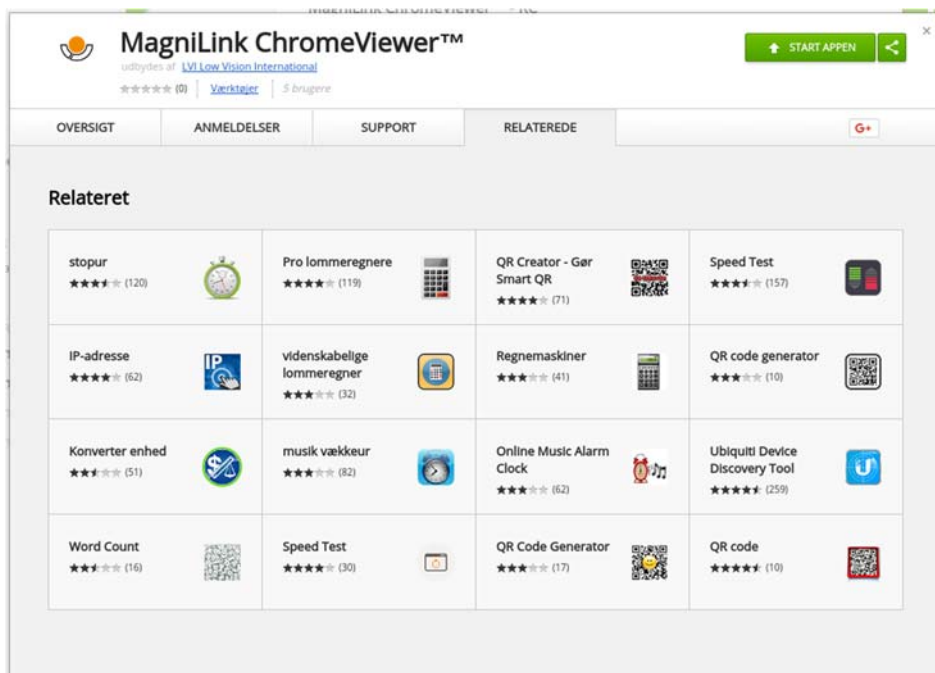 MagniLink ChromeViewer™
udbydes af LVI Low Vision International
(0) Værktøjer 5 brugere
START APPEN
OVERSIGT ANMELDELSER SUPPORT RELATEREDE
G+
Relateret
stopur
(120)
Pro lommeregnere
(119)
QR Creator - Gør
Smart QR
(71)
Speed Test
(157)
IP-adresse
(62)
IP
videnskabelige
lommeregner
(32)
Regnemaskiner
(41)
QR code generator
(10)
Konverter enhed
(51)
musik vækkeur
(82)
Online Music Alarm
Clock
(62)
Ubiquiti Device
Discovery Tool
(259)
Word Count
(16)
Speed Test
(30)
QR Code Generator
(17)
QR code
(10)